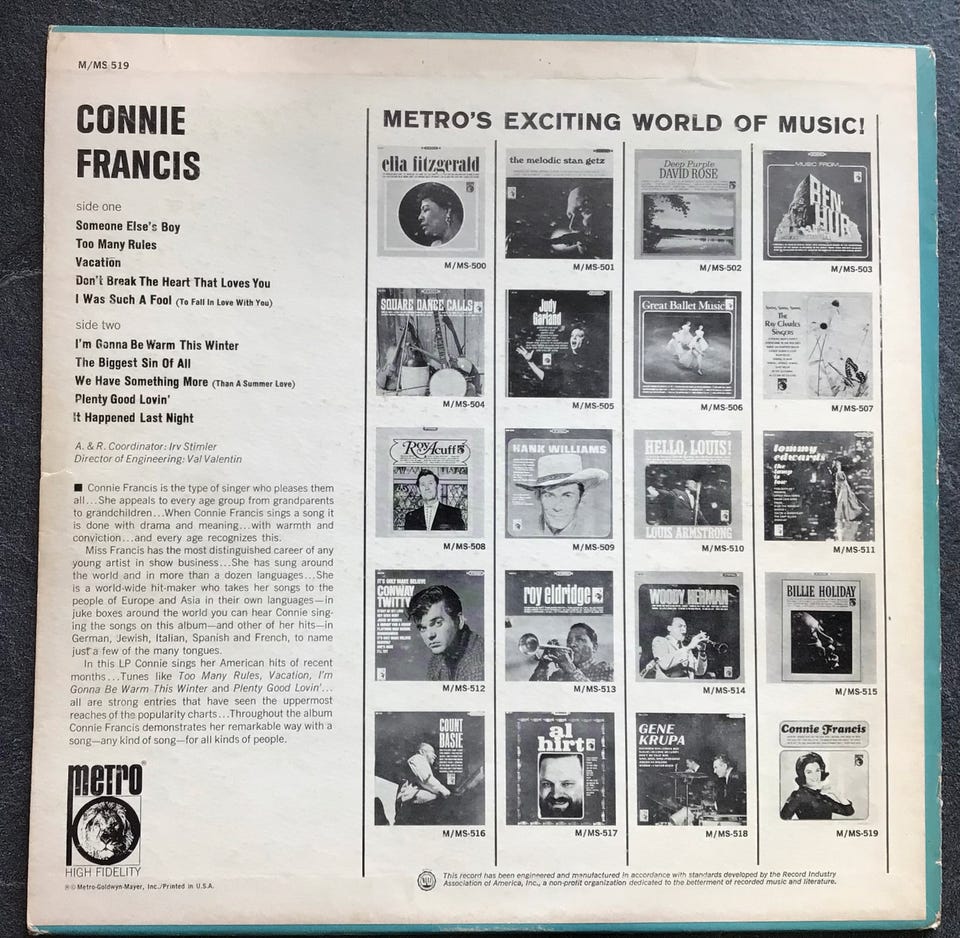 M/MS 519
CONNIE
FRANCIS
side one
Someone Else's Boy
Too Many Rules
Vacation
Don't Break The Heart That Loves You
I Was Such A Fool (To Fall In Love With You)
side two
I'm Gonna Be Warm This Winter
The Biggest Sin Of All
We Have Something More (Than A Summer Love)
Plenty Good Lovin'
It Happened Last Night
A. & R. Coordinator: Irv Stimler
Director of Engineering: Val Valentin
■ Connie Francis is the type of singer who pleases them
all...She appeals to every age group from grandparents
to grandchildren...When Connie Francis sings a song it
is done with drama and meaning...with warmth and
conviction...and every age recognizes this.
Miss Francis has the most distinguished career of any
young artist in show business...She has sung around
the world and in more than a dozen languages...She
is a world-wide hit-maker who takes her songs to the
people of Europe and Asia in their own languages—in
juke boxes around the world you can hear Connie sing-
ing the songs on this album—and other of her hits—in
German, Jewish, Italian, Spanish and French, to name
just a few of the many tongues.
In this LP Connie sings her American hits of recent
months...Tunes like Too Many Rules, Vacation, I'm
Gonna Be Warm This Winter and Plenty Good Lovin'...
all are strong entries that have seen the uppermost
reaches of the popularity charts...Throughout the album
Connie Francis demonstrates her remarkable way with a
song—any kind of song—for all kinds of people.
metro®
HIGH FIDELITY
℗© Metro-Goldwyn-Mayer, Inc./Printed in U.S.A.
METRO'S EXCITING WORLD OF MUSIC!
ella fitzgerald
M/MS-500
the melodic stan getz
M/MS-501
Deep Purple
DAVID ROSE
M/MS-502
MUSIC FROM
BEN-HUR
M/MS-503
SQUARE DANCE CALLS
M/MS-504
Judy
Garland
M/MS-505
Great Ballet Music
M/MS-506
The
Ray Charles
Singers
M/MS-507
Roy Acuff
M/MS-508
HANK WILLIAMS
M/MS-509
HELLO, LOUIS!
LOUIS ARMSTRONG
M/MS-510
tommy
edwards
M/MS-511
IT'S ONLY MAKE BELIEVE
CONWAY
TWITTY
M/MS-512
roy eldridge
M/MS-513
WOODY HERMAN
M/MS-514
BILLIE HOLIDAY
M/MS-515
COUNT
BASIE
M/MS-516
al
hirt
M/MS-517
GENE
KRUPA
M/MS-518
Connie Francis
M/MS-519
This record has been engineered and manufactured in accordance with standards developed by the Record Industry
Association of America, Inc., a non-profit organization dedicated to the betterment of recorded music and literature.